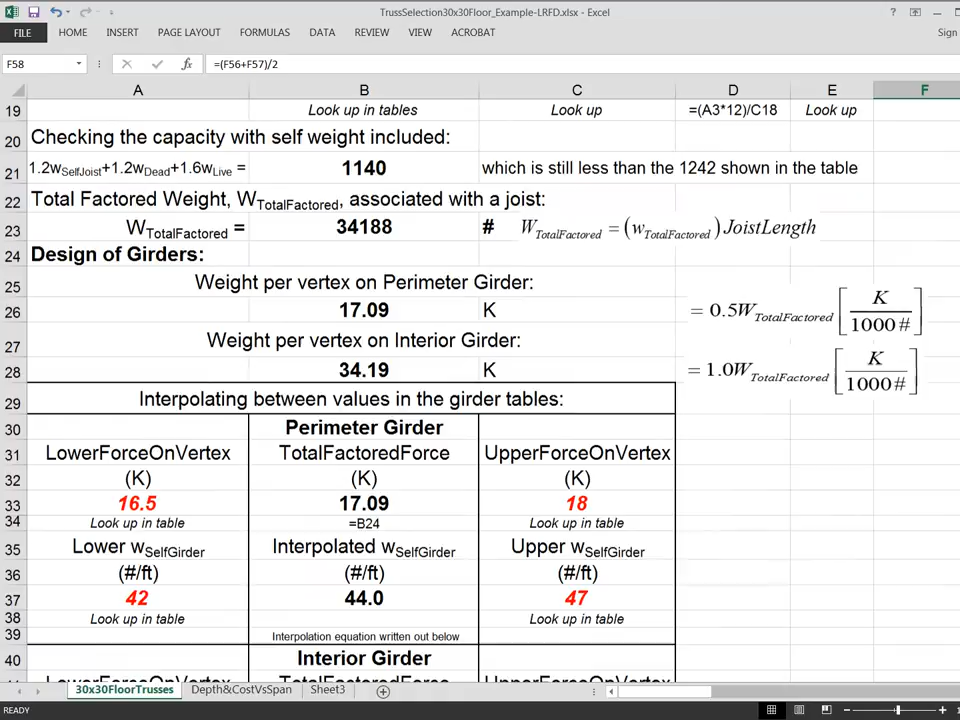 TrussSelection30x30Floor_Example-LRFD.xlsx - Excel
?
FILE HOME INSERT PAGE LAYOUT FORMULAS DATA REVIEW VIEW ACROBAT Sign
F58 fx =(F56+F57)/2
A B C D E F
19 Look up in tables Look up =(A3*12)/C18 Look up
20 Checking the capacity with self weight included:
21 1.2wSelfJoist+1.2wDead+1.6wLive = 1140 which is still less than the 1242 shown in the table
22 Total Factored Weight, WTotalFactored, associated with a joist:
23 WTotalFactored = 34188 # WTotalFactored = (wTotalFactored) JoistLength
24 Design of Girders:
25 Weight per vertex on Perimeter Girder:
26 17.09 K = 0.5WTotalFactored [K / 1000 #]
27 Weight per vertex on Interior Girder:
28 34.19 K = 1.0WTotalFactored [K / 1000 #]
29 Interpolating between values in the girder tables:
30 Perimeter Girder
31 LowerForceOnVertex TotalFactoredForce UpperForceOnVertex
32 (K) (K) (K)
33 16.5 17.09 18
34 Look up in table =B24 Look up in table
35 Lower wSelfGirder Interpolated wSelfGirder Upper wSelfGirder
36 (#/ft) (#/ft) (#/ft)
37 42 44.0 47
38 Look up in table Look up in table
39 Interpolation equation written out below
40 Interior Girder
LowerForceOnVertex TotalFactoredForce UpperForceOnVertex
30x30FloorTrusses Depth&CostVsSpan Sheet3
READY